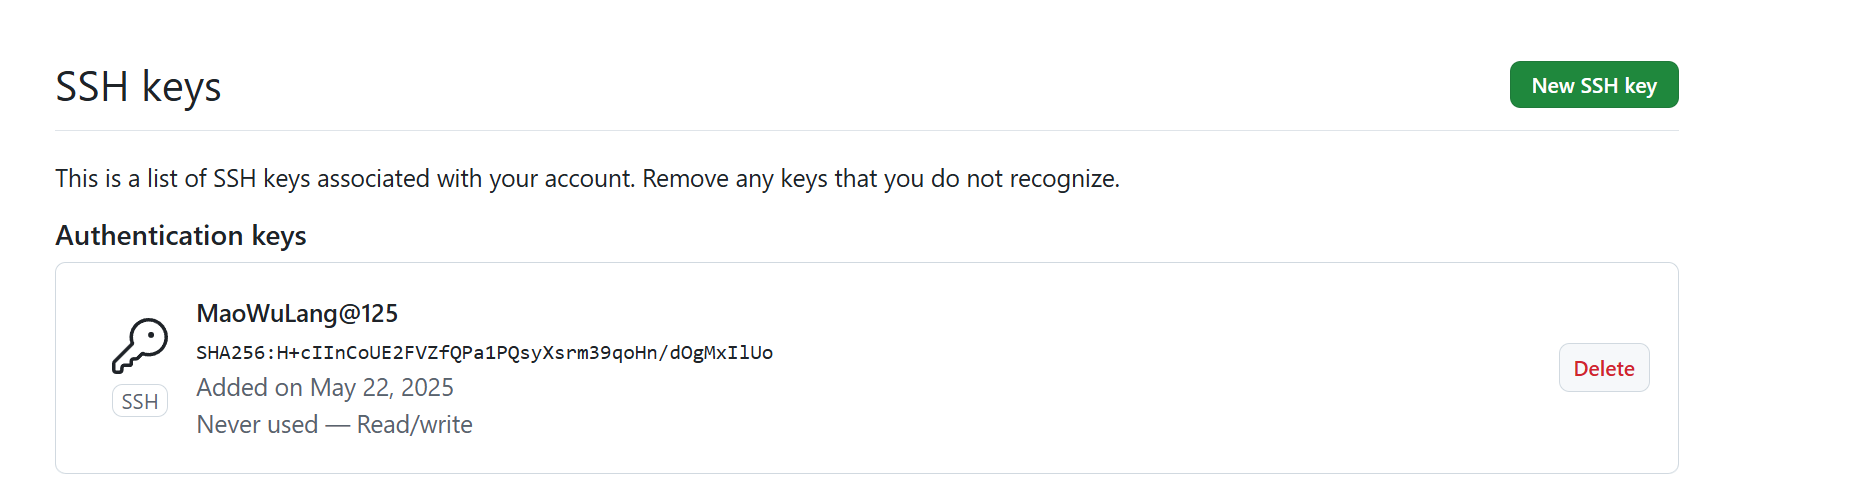 SSH keys
New SSH key
This is a list of SSH keys associated with your account. Remove any keys that you do not recognize.
Authentication keys
MaoWuLang@125
SHA256:H+cIInCoUE2FVZfQPa1PQsyXsrm39qoHn/dOgMxIlUo
Added on May 22, 2025
Never used — Read/write
SSH
Delete